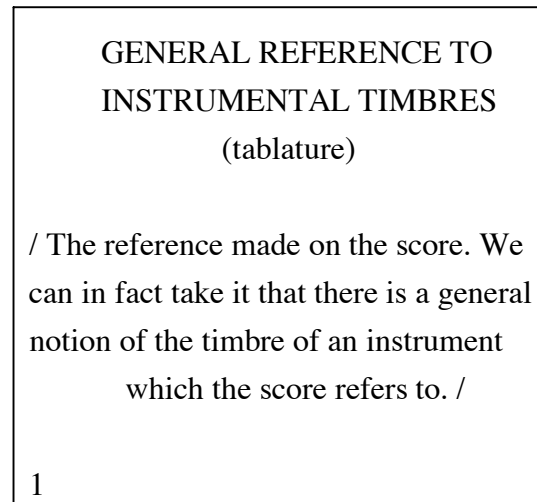 GENERAL REFERENCE TO
INSTRUMENTAL TIMBRES
(tablature)
/ The reference made on the score. We
can in fact take it that there is a general
notion of the timbre of an instrument
which the score refers to. /
1